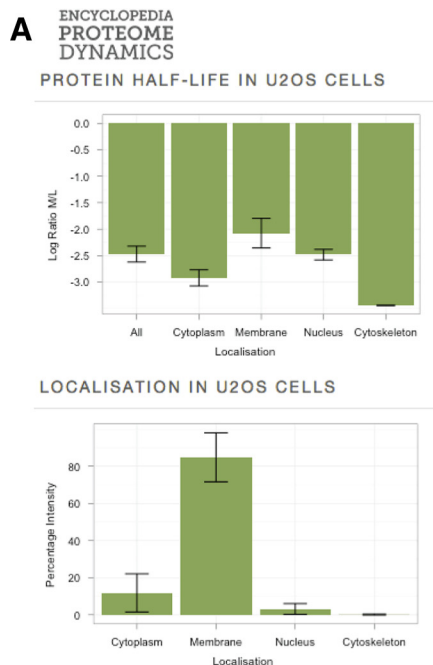 A
ENCYCLOPEDIA
PROTEOME
DYNAMICS
PROTEIN HALF-LIFE IN U2OS CELLS
0.0
-0.5
-1.0
-1.5
-2.0
-2.5
-3.0
Log Ratio M/L
All Cytoplasm Membrane Nucleus Cytoskeleton
Localisation
LOCALISATION IN U2OS CELLS
80
60
40
20
0
Percentage Intensity
Cytoplasm Membrane Nucleus Cytoskeleton
Localisation